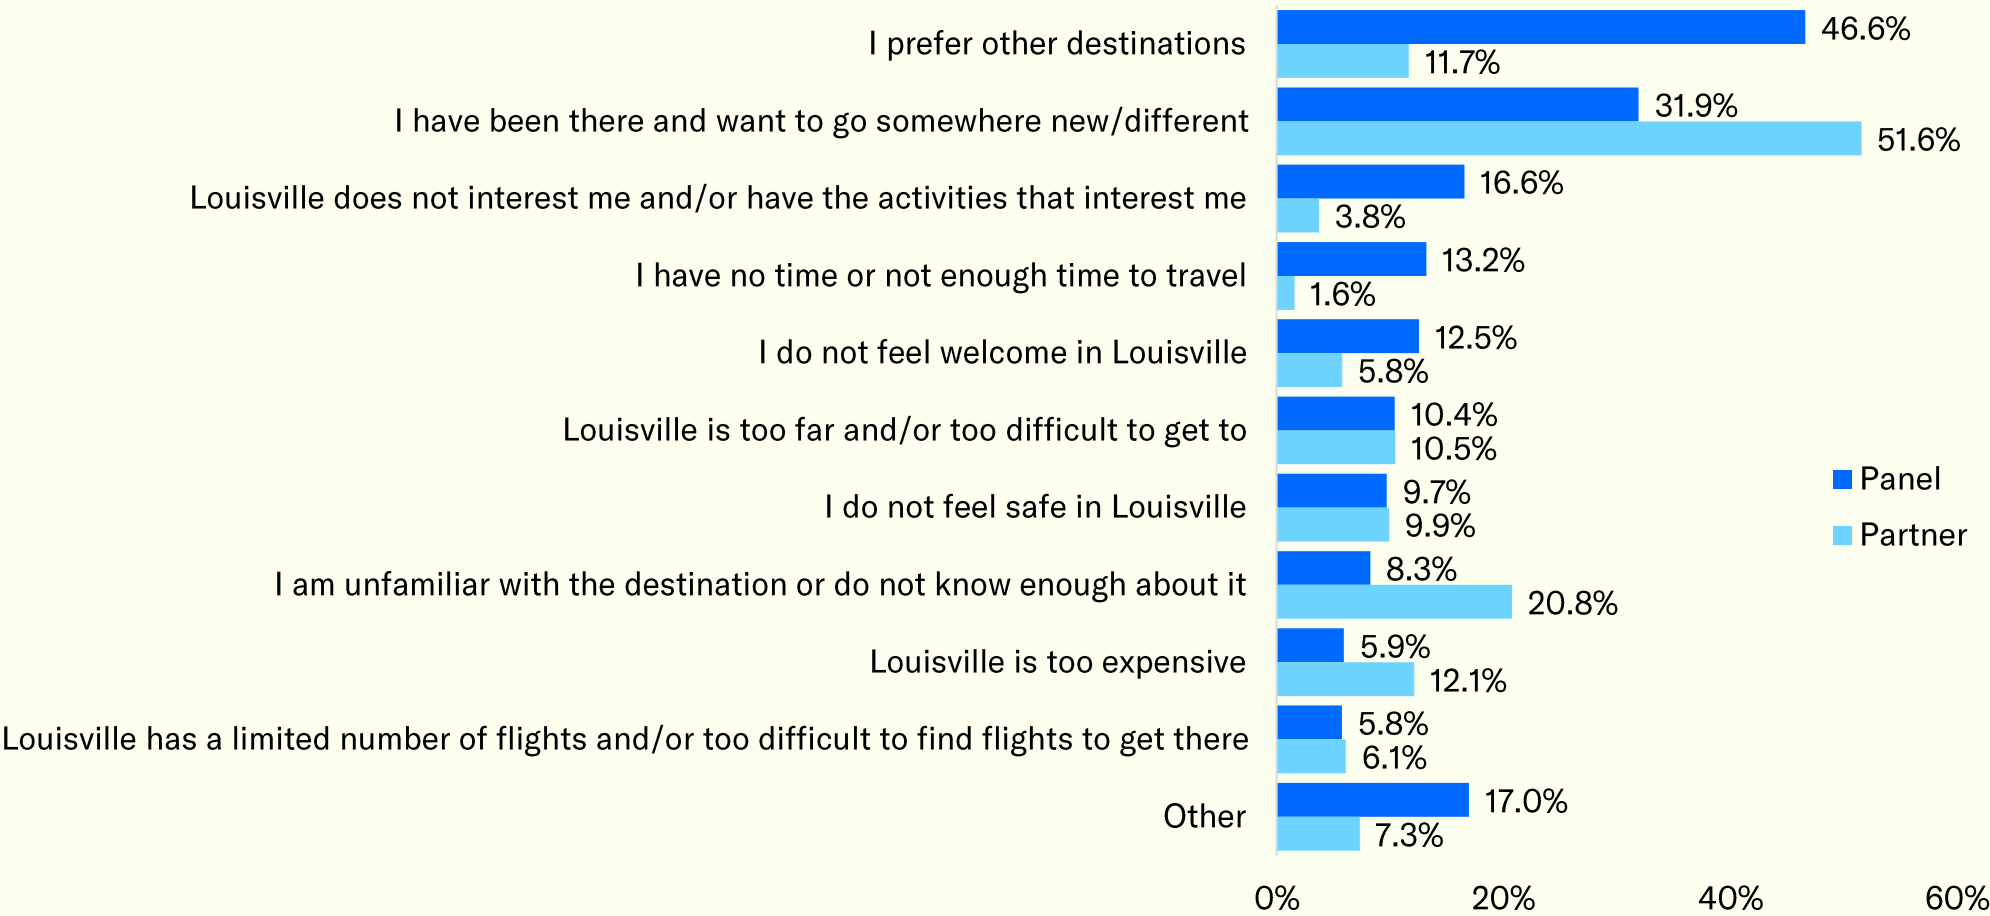 I prefer other destinations
46.6%
11.7%
I have been there and want to go somewhere new/different
31.9%
51.6%
Louisville does not interest me and/or have the activities that interest me
16.6%
3.8%
I have no time or not enough time to travel
13.2%
1.6%
I do not feel welcome in Louisville
12.5%
5.8%
Louisville is too far and/or too difficult to get to
10.4%
10.5%
I do not feel safe in Louisville
9.7%
9.9%
I am unfamiliar with the destination or do not know enough about it
8.3%
20.8%
Louisville is too expensive
5.9%
12.1%
Louisville has a limited number of flights and/or too difficult to find flights to get there
5.8%
6.1%
Other
17.0%
7.3%
Panel
Partner
0% 20% 40% 60%